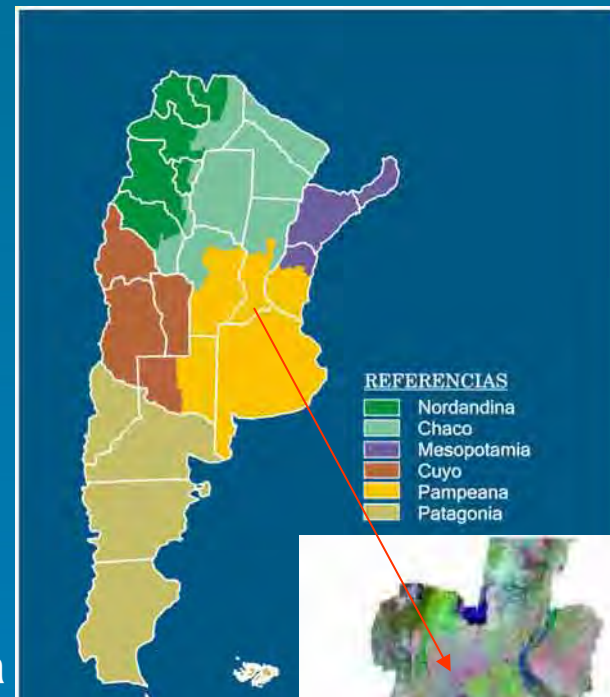 REFERENCIAS
Nordandina
Chaco
Mesopotamia
Cuyo
Pampeana
Patagonia